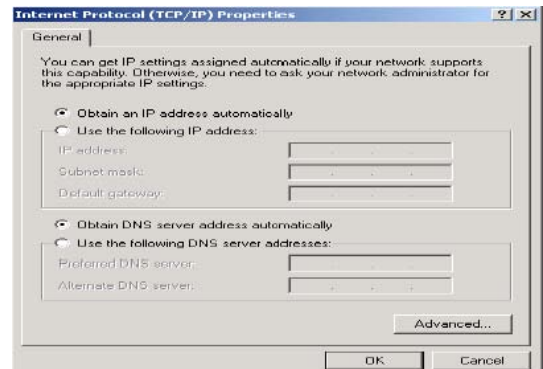 Internet Protocol (TCP/IP) Properties
General
You can get IP settings assigned automatically if your network supports
this capability. Otherwise, you need to ask your network administrator for
the appropriate IP settings.
Obtain an IP address automatically
Use the following IP address:
IP address:
Subnet mask:
Default gateway:
Obtain DNS server address automatically
Use the following DNS server addresses:
Preferred DNS server:
Alternate DNS server:
Advanced...
OK Cancel